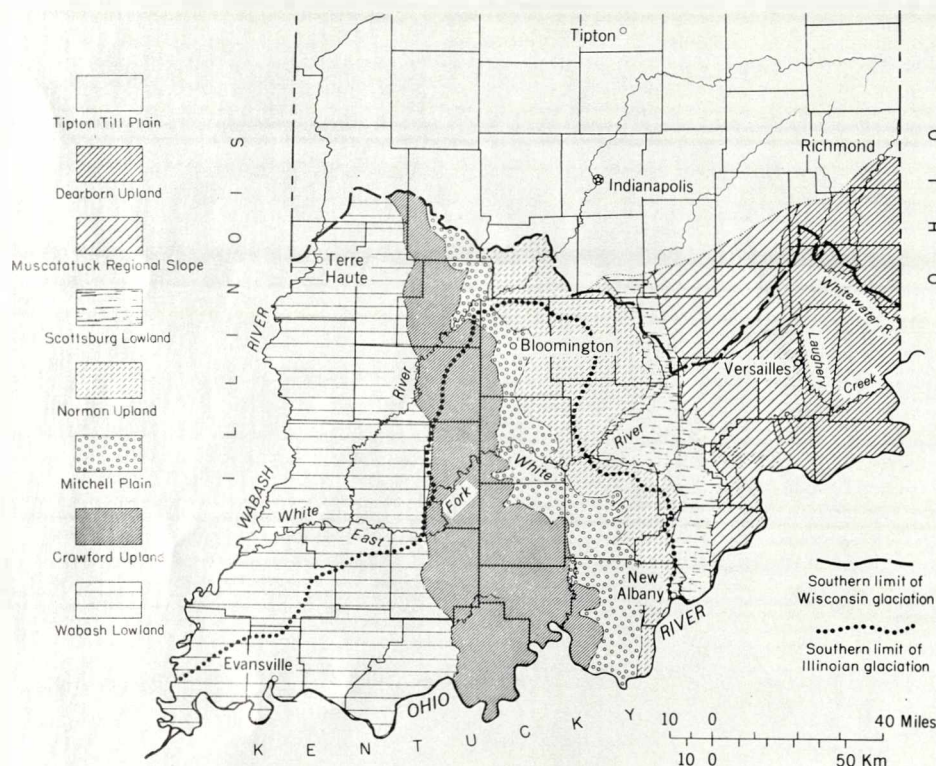 Tipton
Tipton Till Plain
Dearborn Upland
Muscatatuck Regional Slope
Scottsburg Lowland
Norman Upland
Mitchell Plain
Crawford Upland
Wabash Lowland
ILLINOIS
OHIO
Richmond
Indianapolis
Terre
Haute
WABASH RIVER
Bloomington
Whitewater R
Versailles
Laughery
Creek
River
River
White
Fork
White
East
New
Albany
Evansville
OHIO
RIVER
KENTUCKY
Southern limit of
Wisconsin glaciation
Southern limit of
Illinoian glaciation
10 0 40 Miles
10 0 50 Km